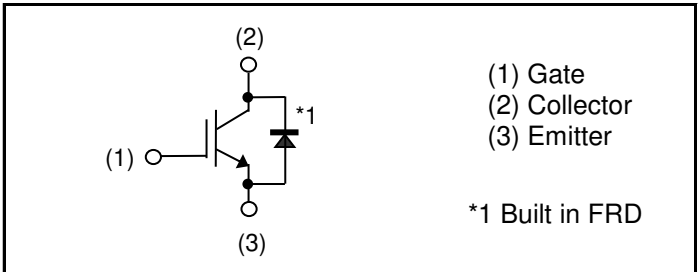 (2)
(1) Gate
(2) Collector
(3) Emitter
*1
(1)
*1 Built in FRD
(3)